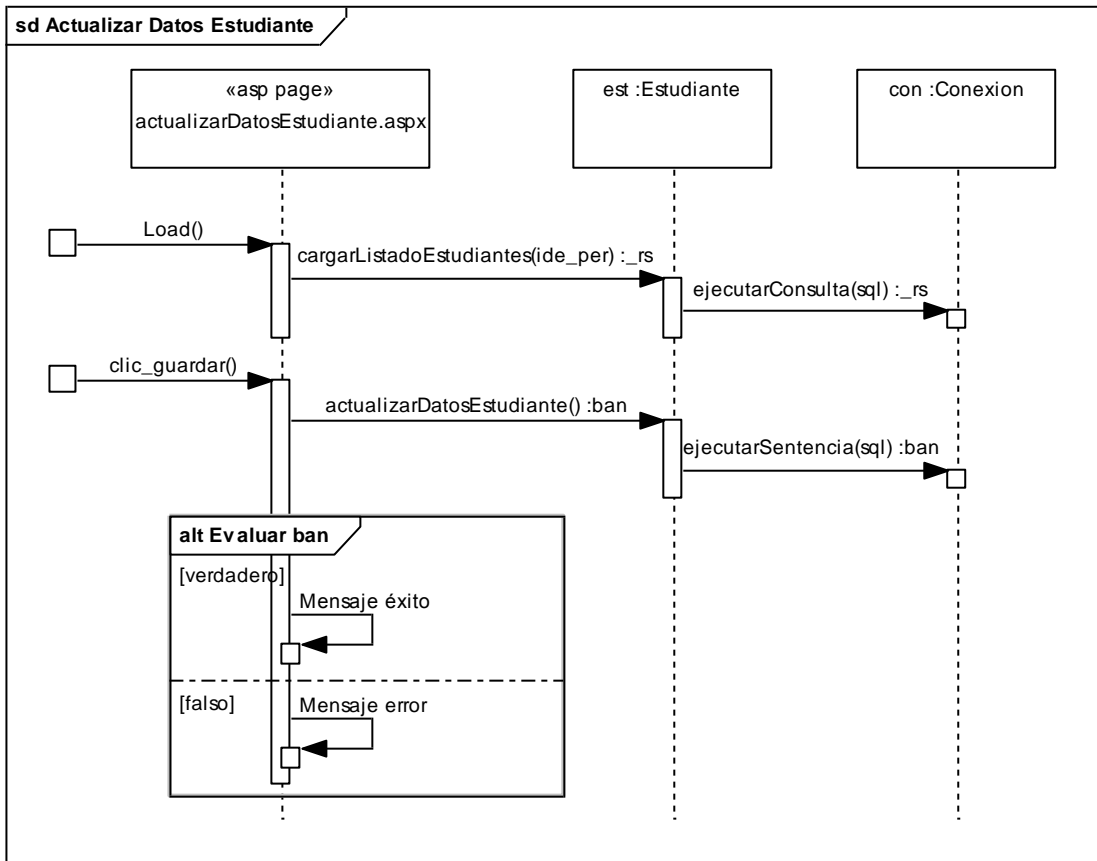 sd Actualizar Datos Estudiante
«asp page»
actualizarDatosEstudiante.aspx
est :Estudiante
con :Conexion
Load()
cargarListadoEstudiantes(ide_per) :_rs
ejecutarConsulta(sql) :_rs
clic_guardar()
actualizarDatosEstudiante() :ban
ejecutarSentencia(sql) :ban
alt Evaluar ban
[verdadero]
Mensaje éxito
[falso]
Mensaje error